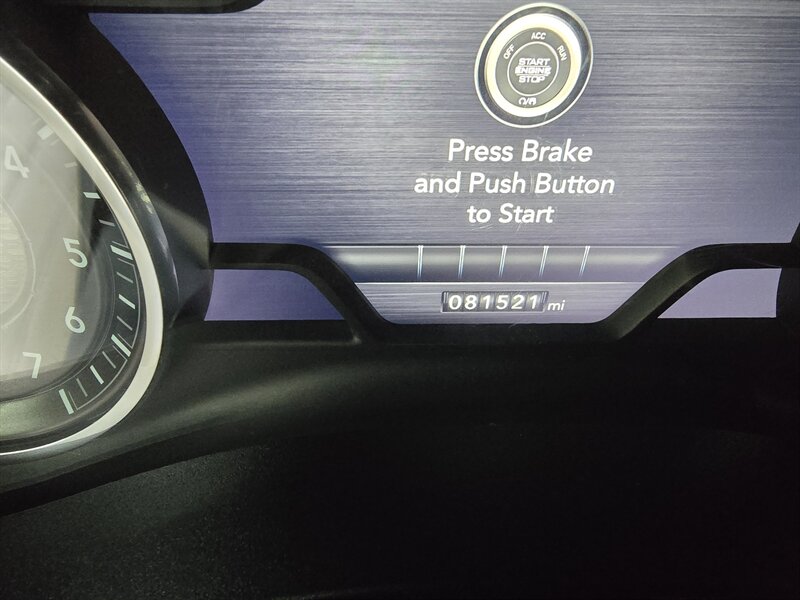 OFF ACC RUN
START
ENGINE
STOP
Press Brake
and Push Button
to Start
081521 mi
4
5
6
7